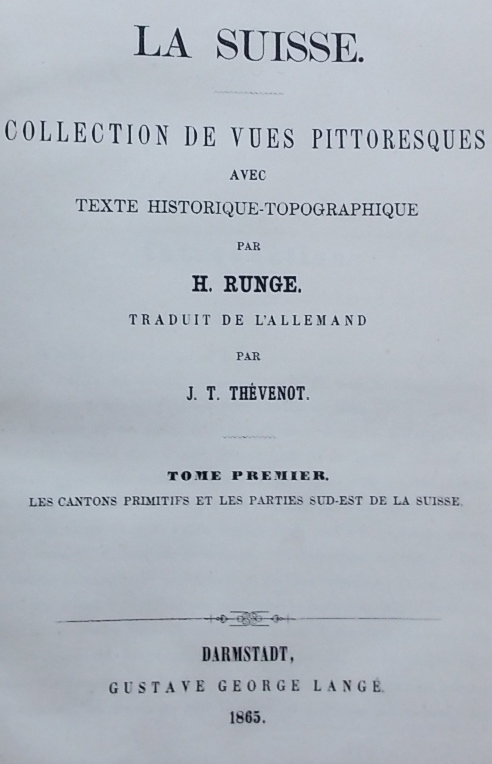 LA SUISSE.
COLLECTION DE VUES PITTORESQUES
AVEC
TEXTE HISTORIQUE-TOPOGRAPHIQUE
PAR
H. RUNGE.
TRADUIT DE L'ALLEMAND
PAR
J. T. THÉVENOT.
TOME PREMIER.
LES CANTONS PRIMITIFS ET LES PARTIES SUD-EST DE LA SUISSE.
DARMSTADT,
GUSTAVE GEORGE LANGE.
1865.